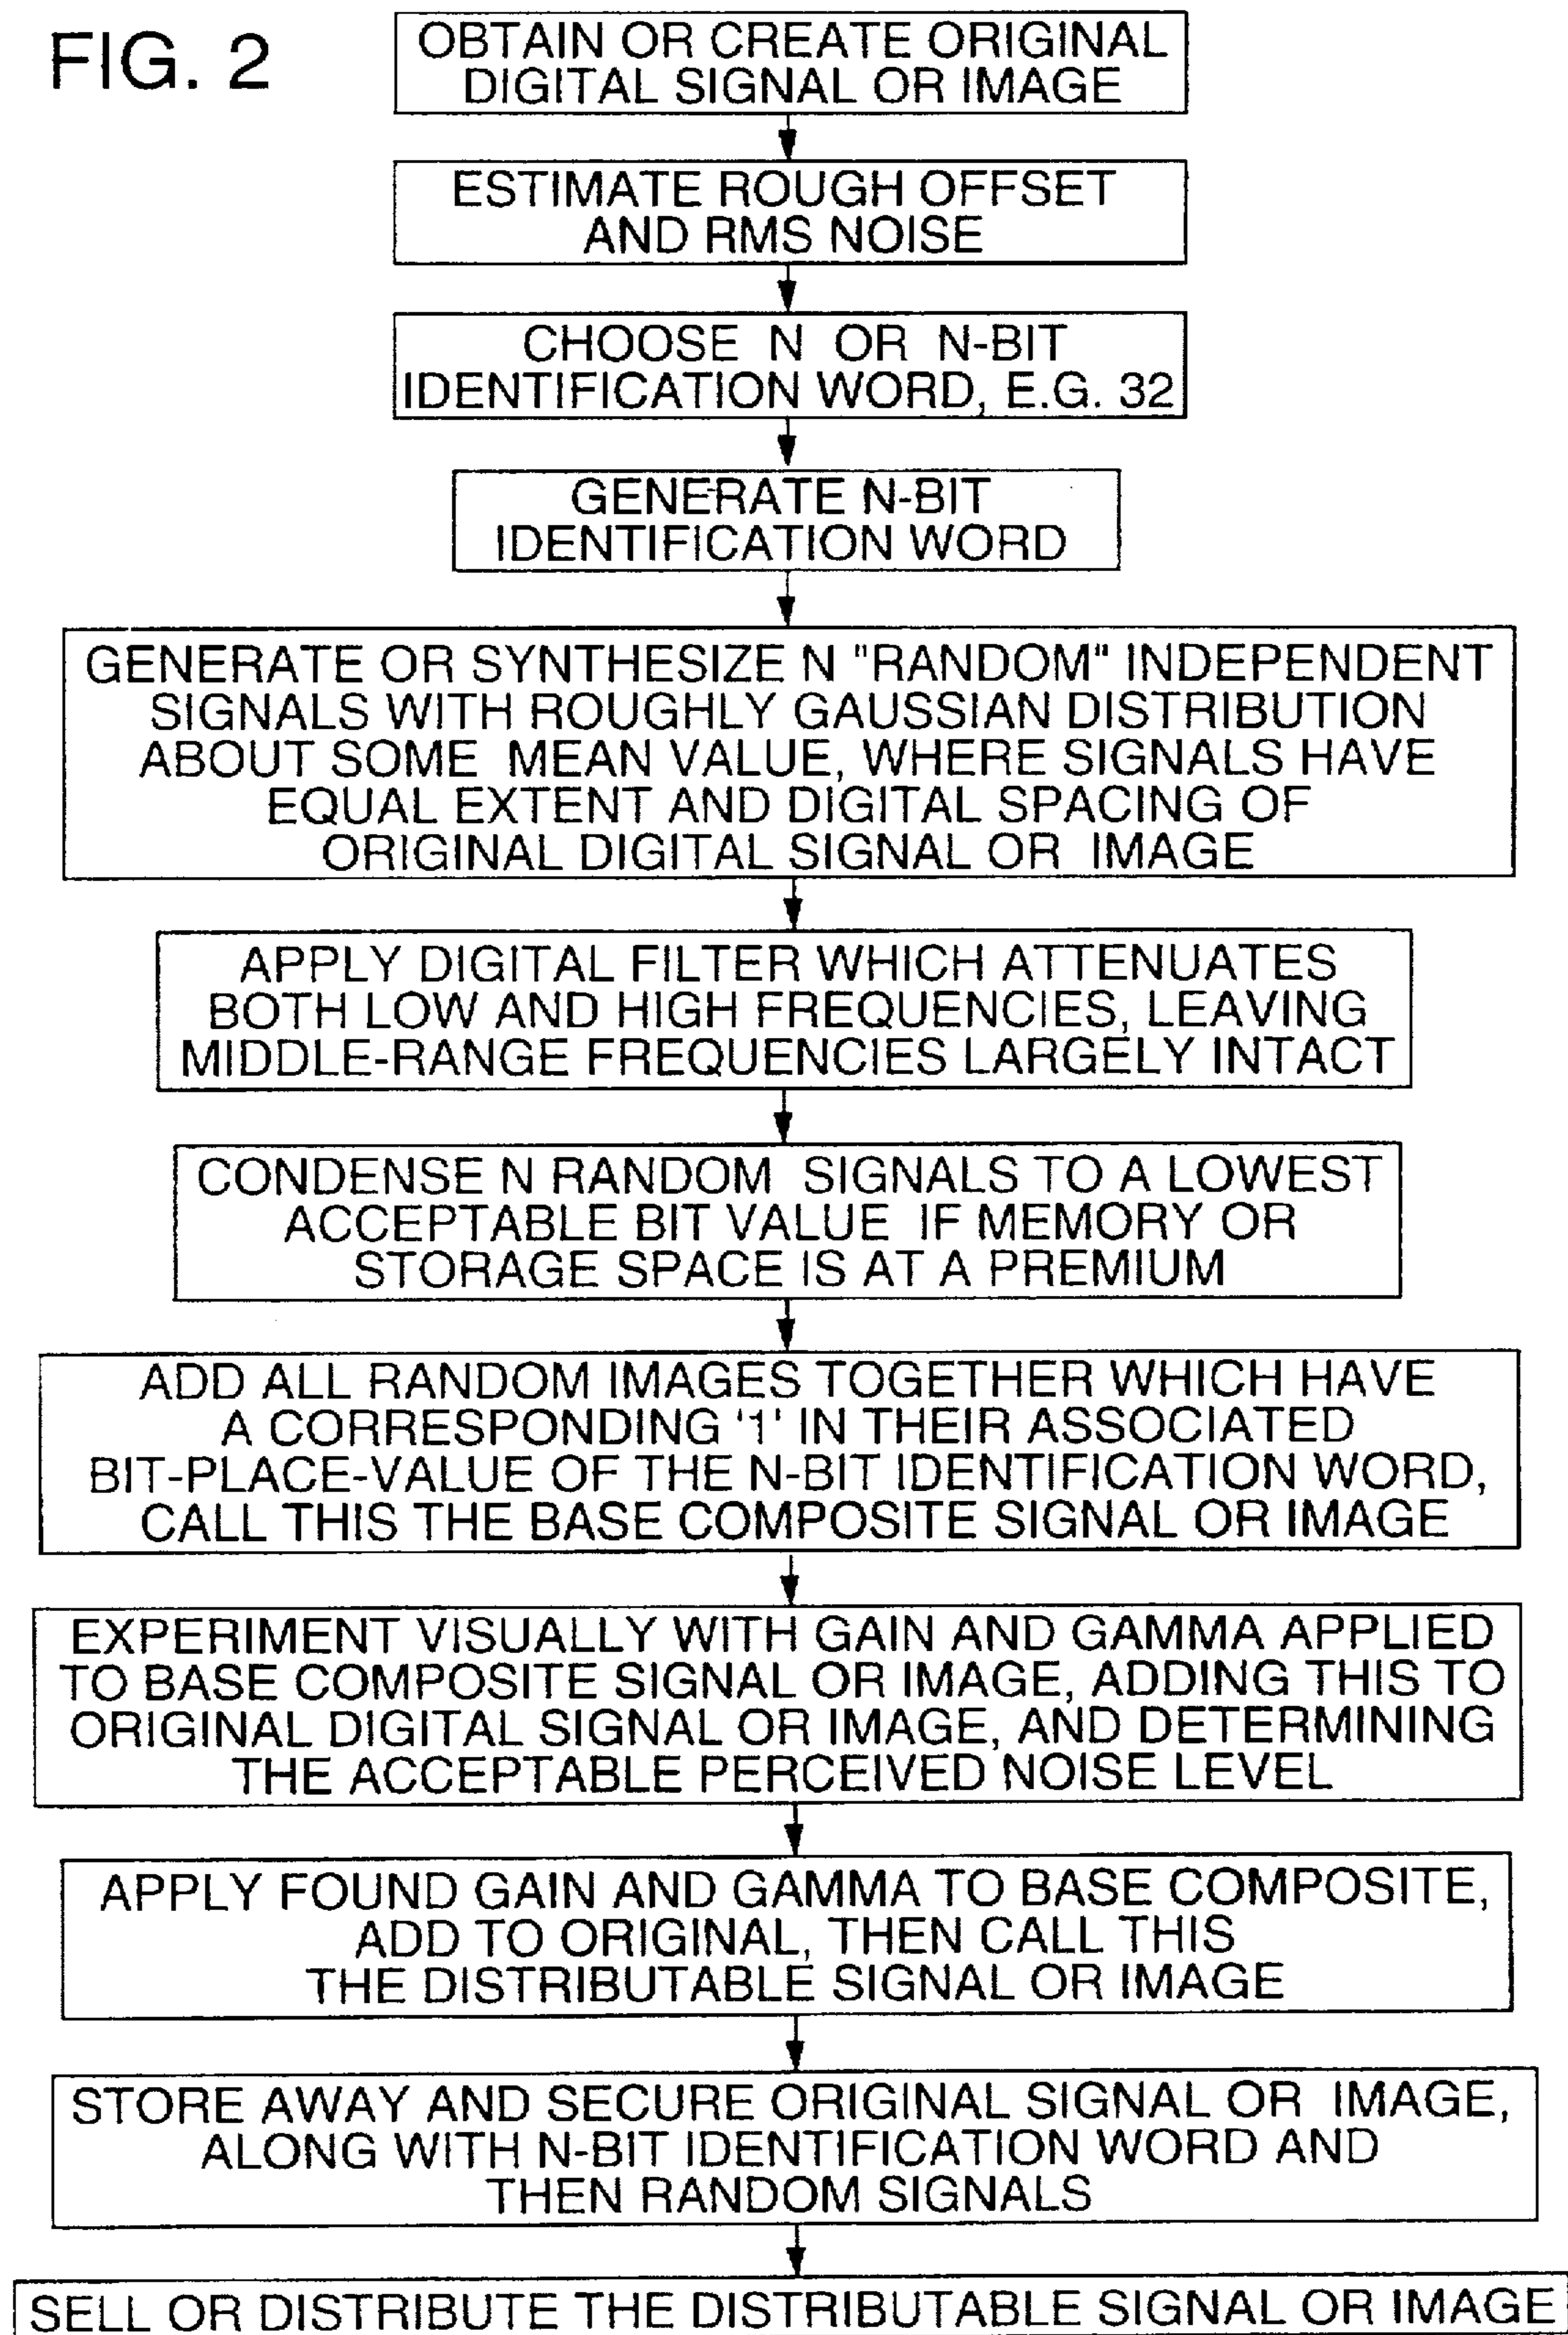 FIG. 2
OBTAIN OR CREATE ORIGINAL
DIGITAL SIGNAL OR IMAGE
ESTIMATE ROUGH OFFSET
AND RMS NOISE
CHOOSE N OR N-BIT
IDENTIFICATION WORD, E.G. 32
GENERATE N-BIT
IDENTIFICATION WORD
GENERATE OR SYNTHESIZE N "RANDOM" INDEPENDENT
SIGNALS WITH ROUGHLY GAUSSIAN DISTRIBUTION
ABOUT SOME MEAN VALUE, WHERE SIGNALS HAVE
EQUAL EXTENT AND DIGITAL SPACING OF
ORIGINAL DIGITAL SIGNAL OR IMAGE
APPLY DIGITAL FILTER WHICH ATTENUATES
BOTH LOW AND HIGH FREQUENCIES, LEAVING
MIDDLE-RANGE FREQUENCIES LARGELY INTACT
CONDENSE N RANDOM SIGNALS TO A LOWEST
ACCEPTABLE BIT VALUE IF MEMORY OR
STORAGE SPACE IS AT A PREMIUM
ADD ALL RANDOM IMAGES TOGETHER WHICH HAVE
A CORRESPONDING '1' IN THEIR ASSOCIATED
BIT-PLACE-VALUE OF THE N-BIT IDENTIFICATION WORD,
CALL THIS THE BASE COMPOSITE SIGNAL OR IMAGE
EXPERIMENT VISUALLY WITH GAIN AND GAMMA APPLIED
TO BASE COMPOSITE SIGNAL OR IMAGE, ADDING THIS TO
ORIGINAL DIGITAL SIGNAL OR IMAGE, AND DETERMINING
THE ACCEPTABLE PERCEIVED NOISE LEVEL
APPLY FOUND GAIN AND GAMMA TO BASE COMPOSITE,
ADD TO ORIGINAL, THEN CALL THIS
THE DISTRIBUTABLE SIGNAL OR IMAGE
STORE AWAY AND SECURE ORIGINAL SIGNAL OR IMAGE,
ALONG WITH N-BIT IDENTIFICATION WORD AND
THEN RANDOM SIGNALS
SELL OR DISTRIBUTE THE DISTRIBUTABLE SIGNAL OR IMAGE